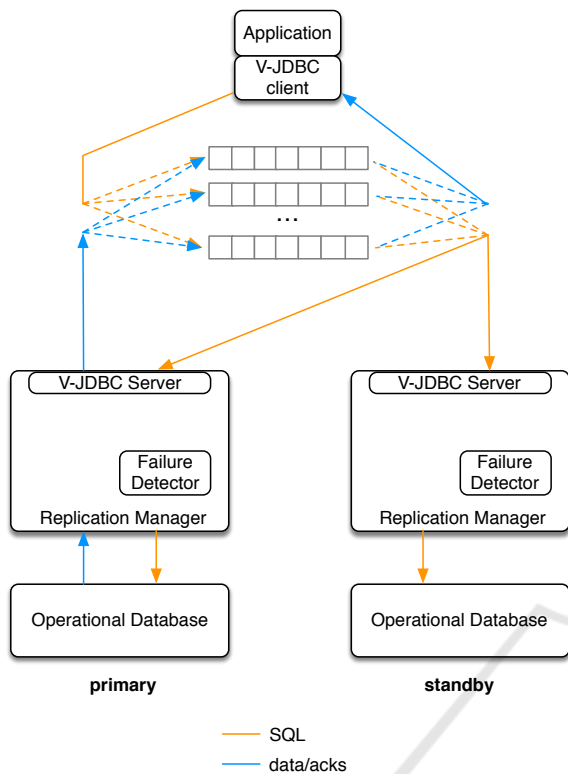 Application
V-JDBC
client
...
V-JDBC Server
V-JDBC Server
Failure
Detector
Failure
Detector
Replication Manager
Replication Manager
Operational Database
Operational Database
primary
standby
SQL
data/acks